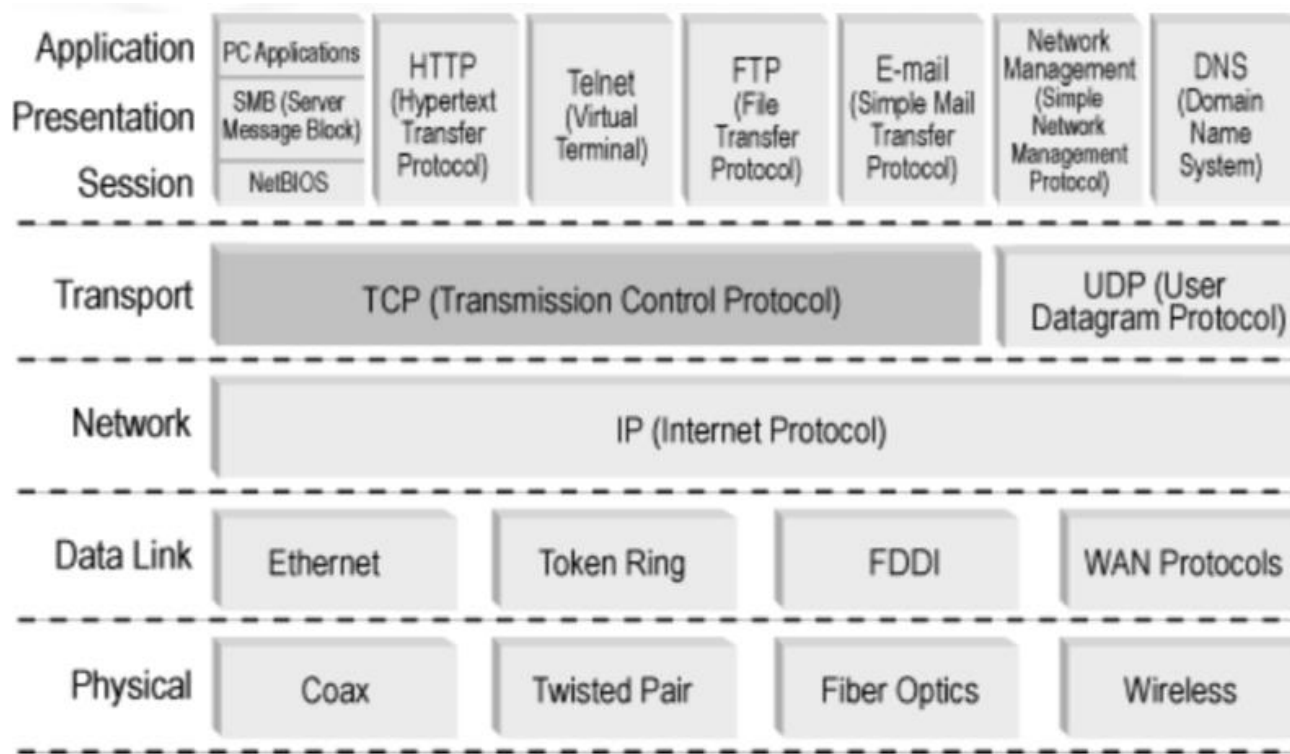 Application
Presentation
Session
PC Applications
SMB (Server
Message Block)
NetBIOS
HTTP
(Hypertext
Transfer
Protocol)
Telnet
(Virtual
Terminal)
FTP
(File
Transfer
Protocol)
E-mail
(Simple Mail
Transfer
Protocol)
Network
Management
(Simple
Network
Management
Protocol)
DNS
(Domain
Name
System)
Transport
TCP (Transmission Control Protocol)
UDP (User
Datagram Protocol)
Network
IP (Internet Protocol)
Data Link
Ethernet
Token Ring
FDDI
WAN Protocols
Physical
Coax
Twisted Pair
Fiber Optics
Wireless